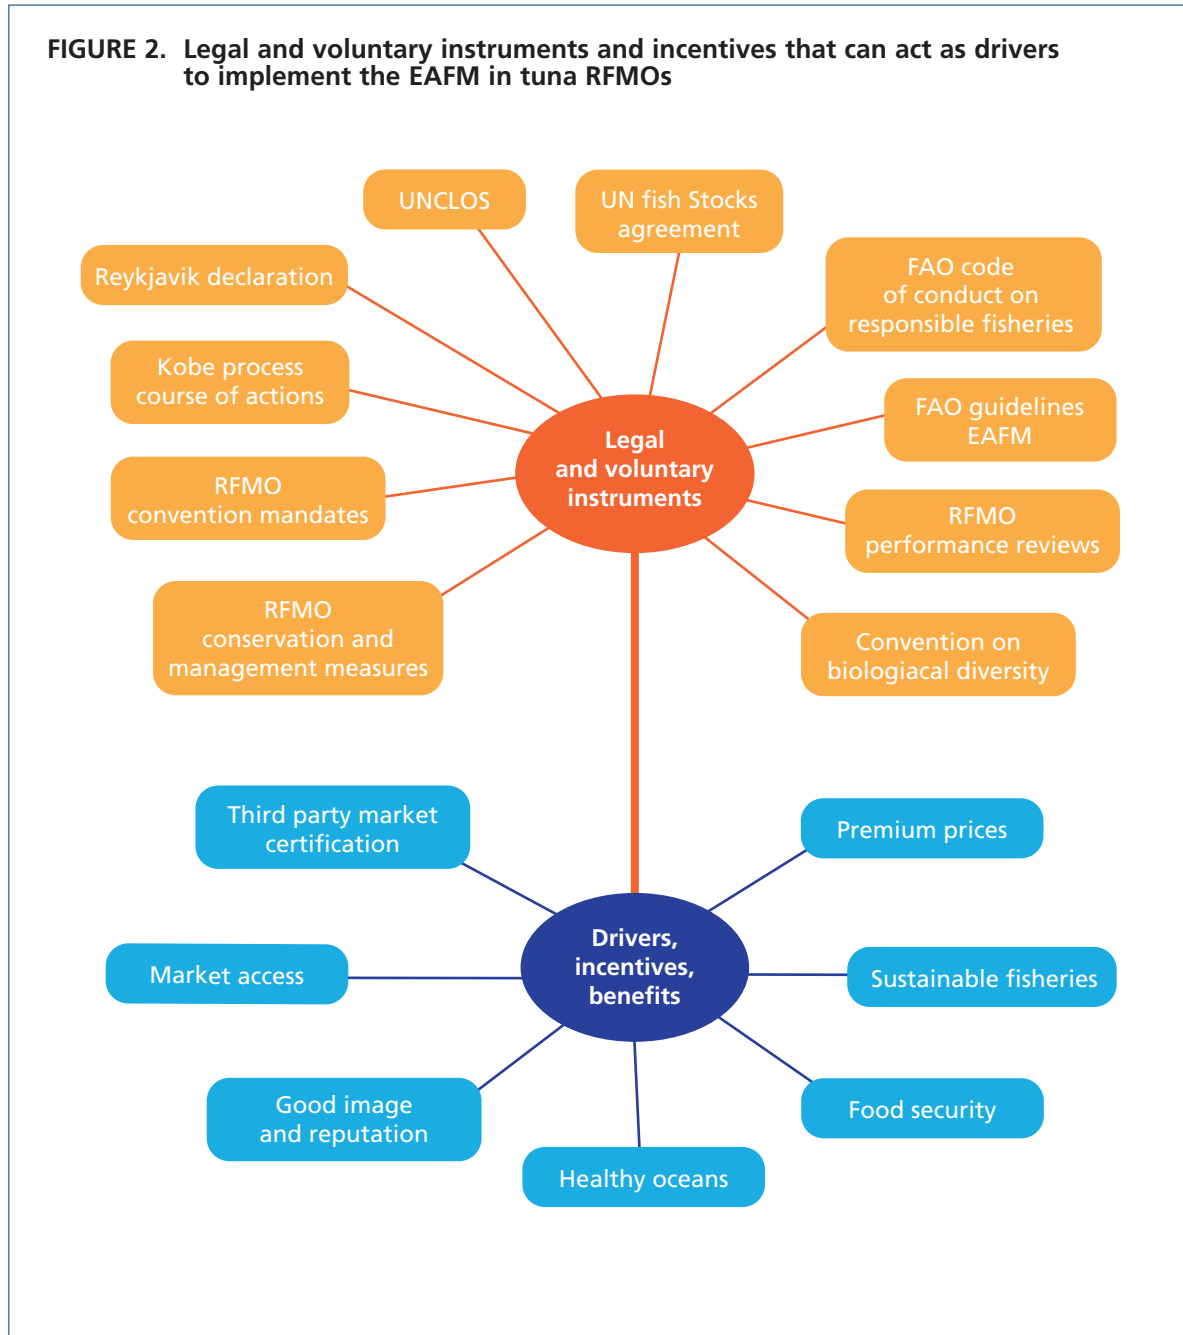 FIGURE 2. Legal and voluntary instruments and incentives that can act as drivers
to implement the EAFM in tuna RFMOs
UNCLOS
UN fish Stocks
agreement
Reykjavik declaration
FAO code
of conduct on
responsible fisheries
Kobe process
course of actions
FAO guidelines
EAFM
Legal
and voluntary
instruments
RFMO
convention mandates
RFMO
performance reviews
RFMO
conservation and
management measures
Convention on
biologiacal diversity
Third party market
certification
Premium prices
Drivers,
incentives,
benefits
Market access
Sustainable fisheries
Good image
and reputation
Food security
Healthy oceans